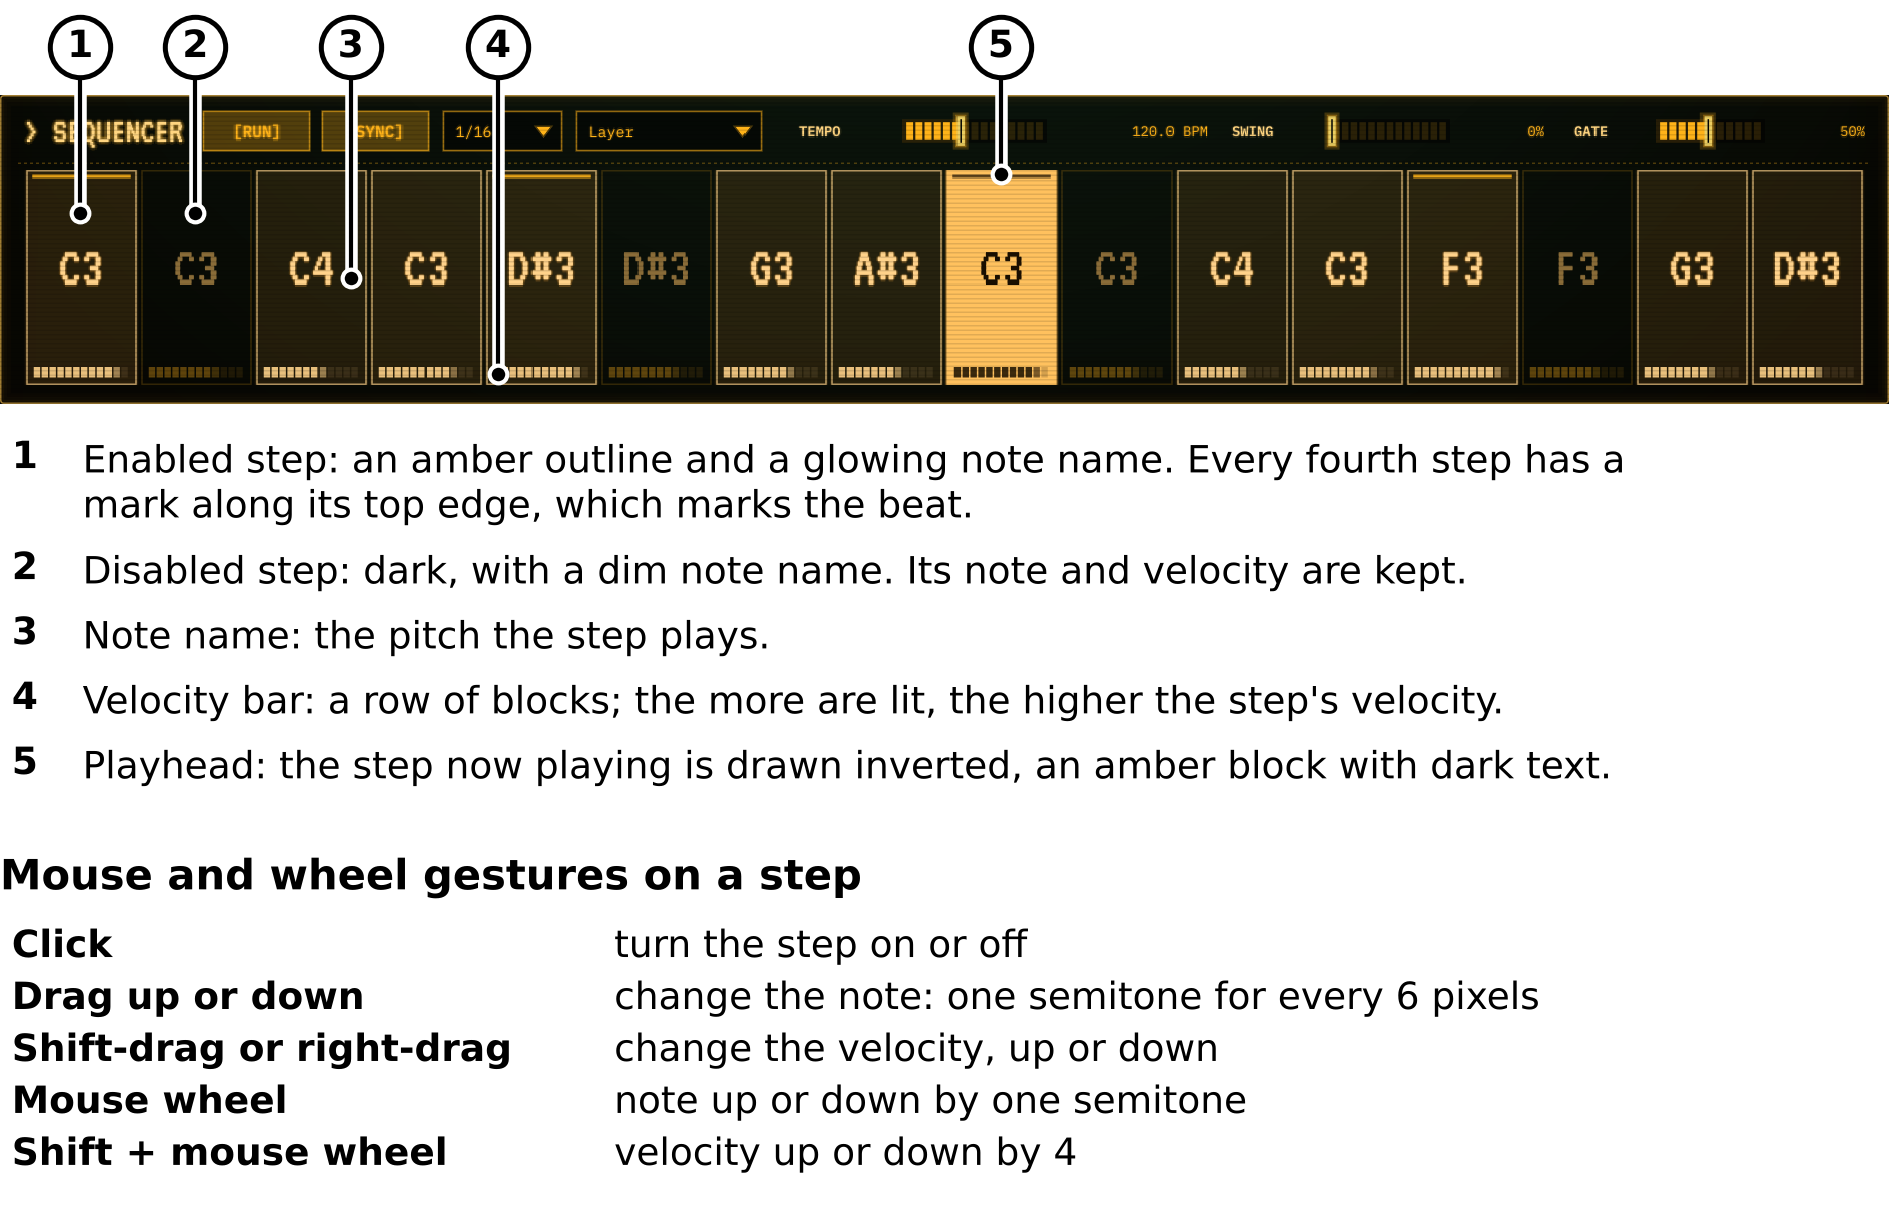 1 2 3 4 5
❯ SEQUENCER [RUN] SYNC] 1/16 Layer TEMPO 120.0 BPM SWING 0% GATE 50%
C3 C3 C4 C3 D#3 D#3 G3 A#3 C3 C3 C4 C3 F3 F3 G3 D#3
1 Enabled step: an amber outline and a glowing note name. Every fourth step has a
mark along its top edge, which marks the beat.
2 Disabled step: dark, with a dim note name. Its note and velocity are kept.
3 Note name: the pitch the step plays.
4 Velocity bar: a row of blocks; the more are lit, the higher the step's velocity.
5 Playhead: the step now playing is drawn inverted, an amber block with dark text.
Mouse and wheel gestures on a step
Click turn the step on or off
Drag up or down change the note: one semitone for every 6 pixels
Shift-drag or right-drag change the velocity, up or down
Mouse wheel note up or down by one semitone
Shift + mouse wheel velocity up or down by 4